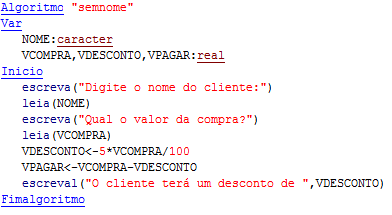 Algoritmo "semnome"
Var
NOME:caracter
VCOMPRA,VDESCONTO,VPAGAR:real
Inicio
escreva("Digite o nome do cliente:")
leia(NOME)
escreva("Qual o valor da compra?")
leia(VCOMPRA)
VDESCONTO<-5*VCOMPRA/100
VPAGAR<-VCOMPRA-VDESCONTO
escreval("O cliente terá um desconto de ",VDESCONTO)
Fimalgoritmo